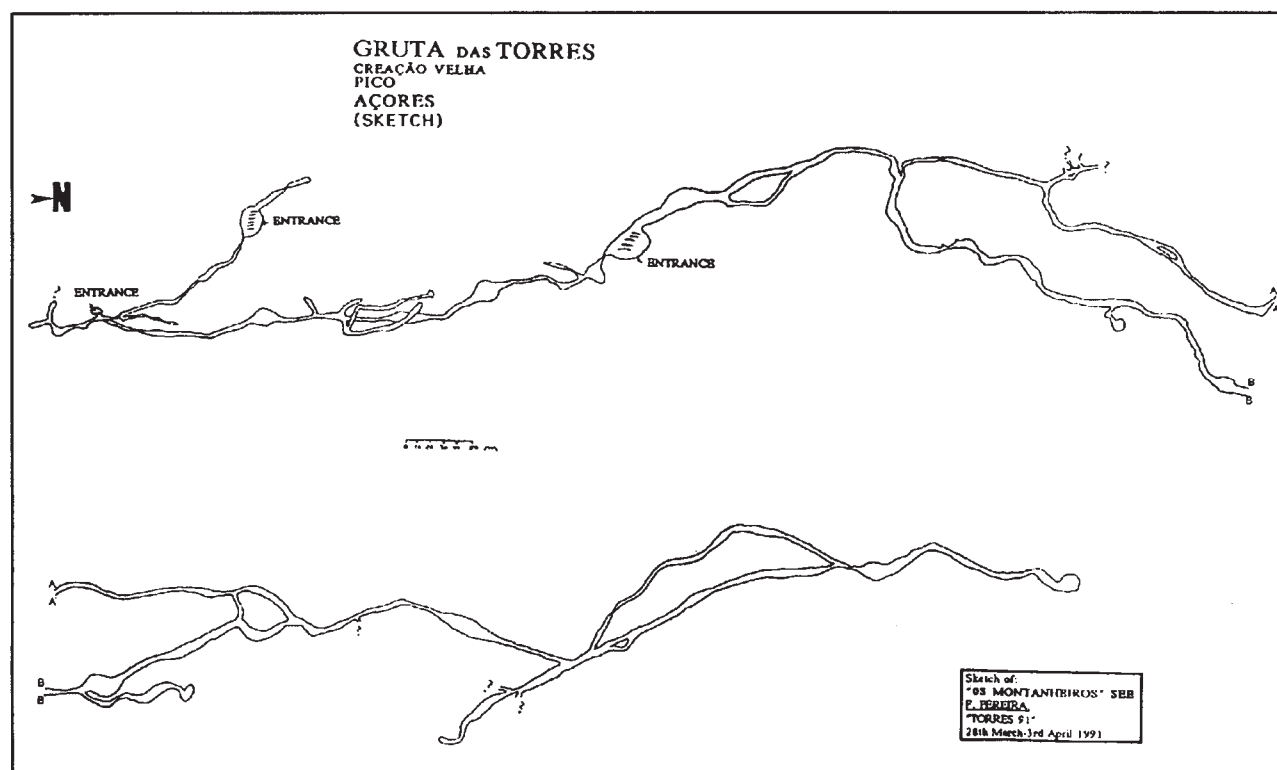 GRUTA DAS TORRES
CREAÇÃO VELHA
PICO
AÇORES
(SKETCH)
N
ENTRANCE
ENTRANCE
ENTRANCE
?
?
?
A
A
B
B
A
A
B
B
?
?
?
Sketch of:
"OS MONTANHEIROS" SEE
F. PEREIRA,
"TORRES 91"
28th March-3rd April 1991